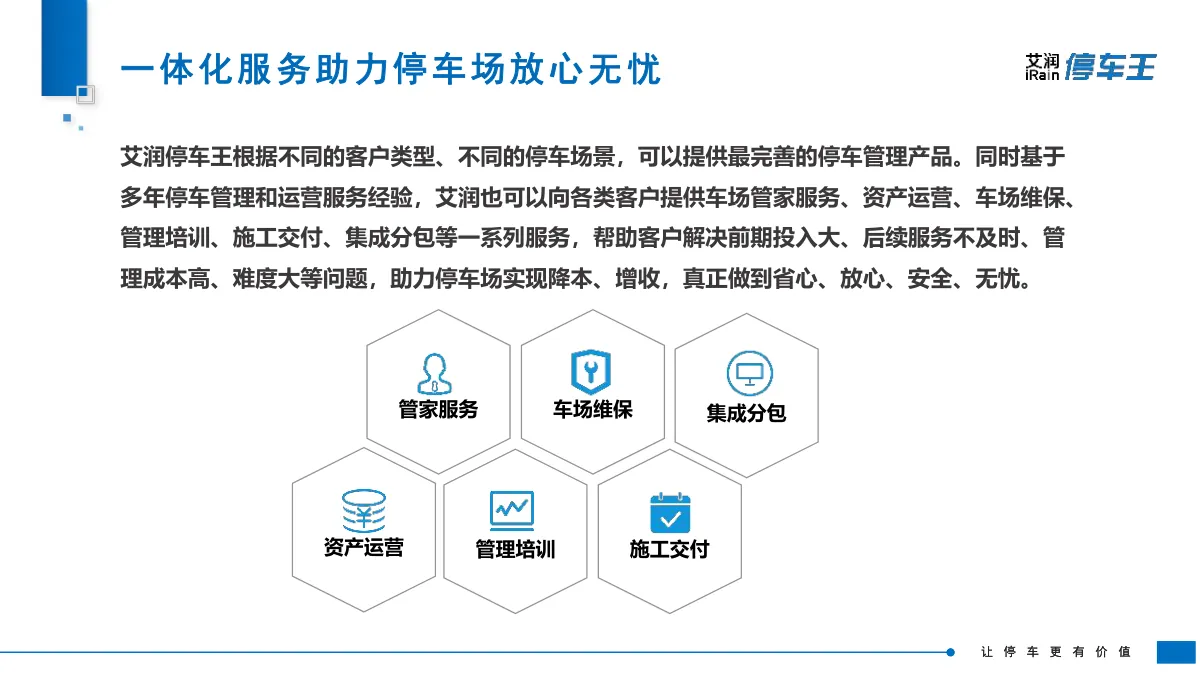 一体化服务助力停车场放心无忧
艾润
iRain
停车王
艾润停车王根据不同的客户类型、不同的停车场景，可以提供最完善的停车管理产品。同时基于
多年停车管理和运营服务经验，艾润也可以向各类客户提供车场管家服务、资产运营、车场维保、
管理培训、施工交付、集成分包等一系列服务，帮助客户解决前期投入大、后续服务不及时、管
理成本高、难度大等问题，助力停车场实现降本、增收，真正做到省心、放心、安全、无忧。
管家服务
车场维保
集成分包
资产运营
管理培训
施工交付
让停车更有价值